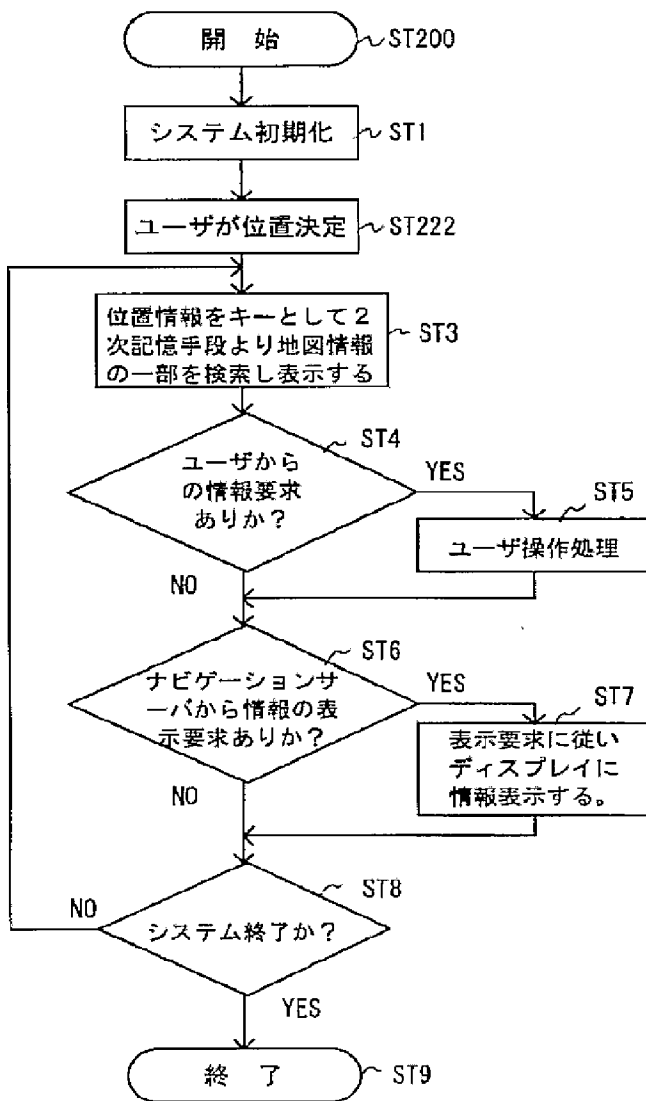 開 始
ST200
システム初期化
ST1
ユーザが位置決定
ST222
位置情報をキーとして2
次記憶手段より地図情報
の一部を検索し表示する
ST3
ST4
ユーザから
の情報要求
ありか?
YES
ST5
ユーザ操作処理
NO
ST6
ナビゲーションサ
ーバから情報の表
示要求ありか?
YES
ST7
表示要求に従い
ディスプレイに
情報表示する。
NO
ST8
NO
システム終了か?
YES
終 了
ST9